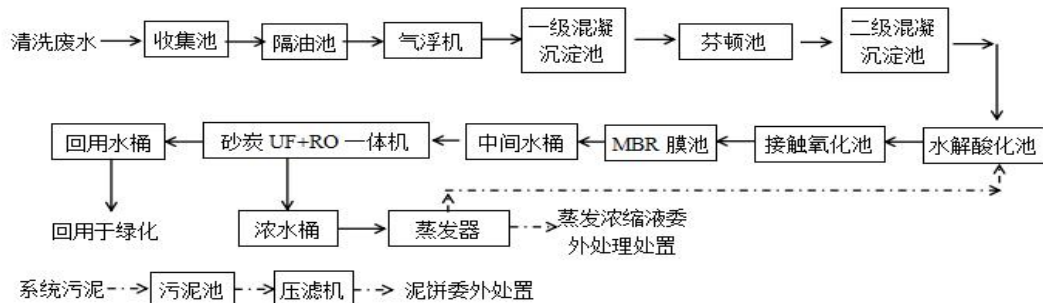 清洗废水
收集池
隔油池
气浮机
一级混凝
沉淀池
芬顿池
二级混凝
沉淀池
回用水桶
砂炭 UF+RO 一体机
中间水桶
MBR 膜池
接触氧化池
水解酸化池
回用于绿化
浓水桶
蒸发器
蒸发浓缩液委
外处理处置
系统污泥
污泥池
压滤机
泥饼委外处置